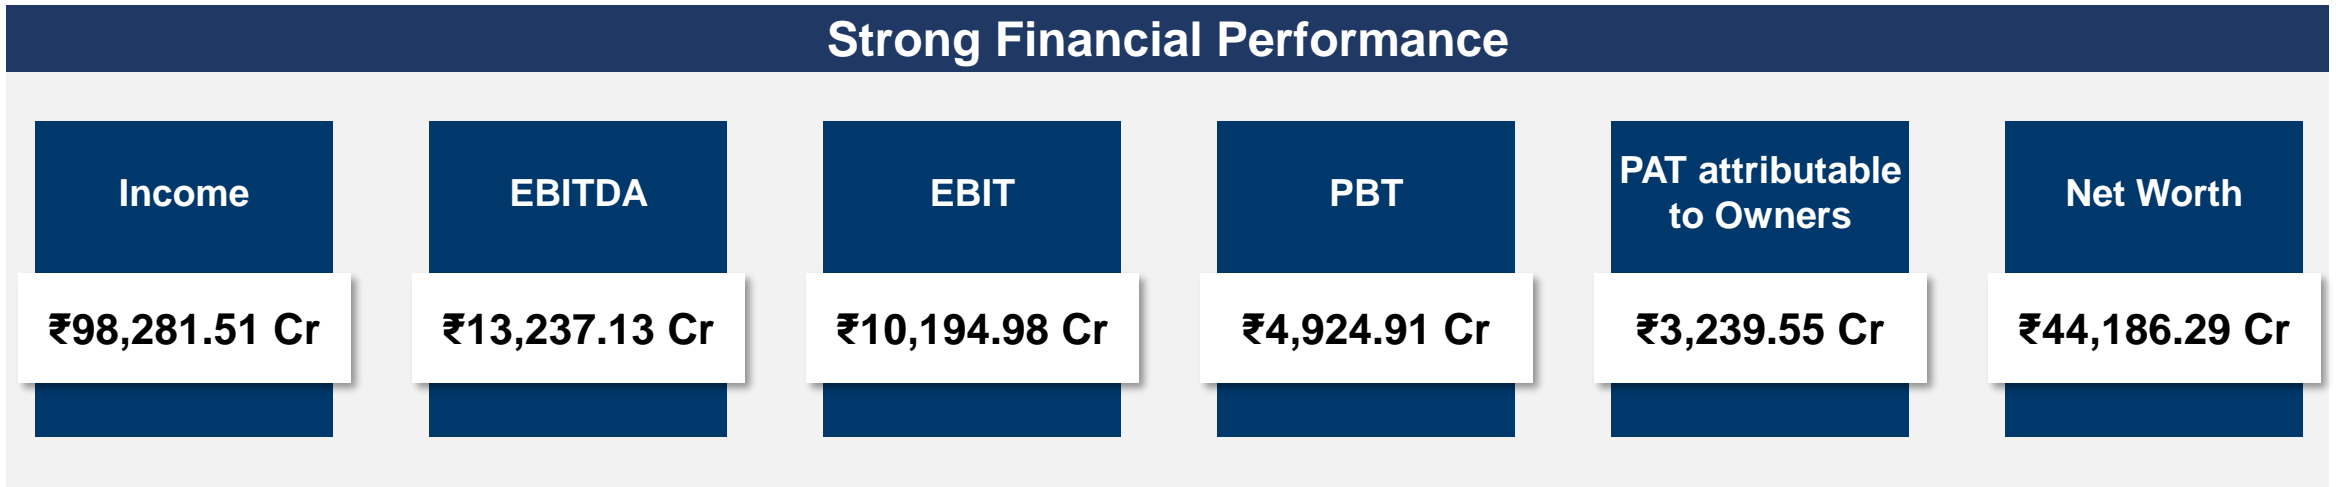 Strong Financial Performance
Income
₹98,281.51 Cr
EBITDA
₹13,237.13 Cr
EBIT
₹10,194.98 Cr
PBT
₹4,924.91 Cr
PAT attributable
to Owners
₹3,239.55 Cr
Net Worth
₹44,186.29 Cr